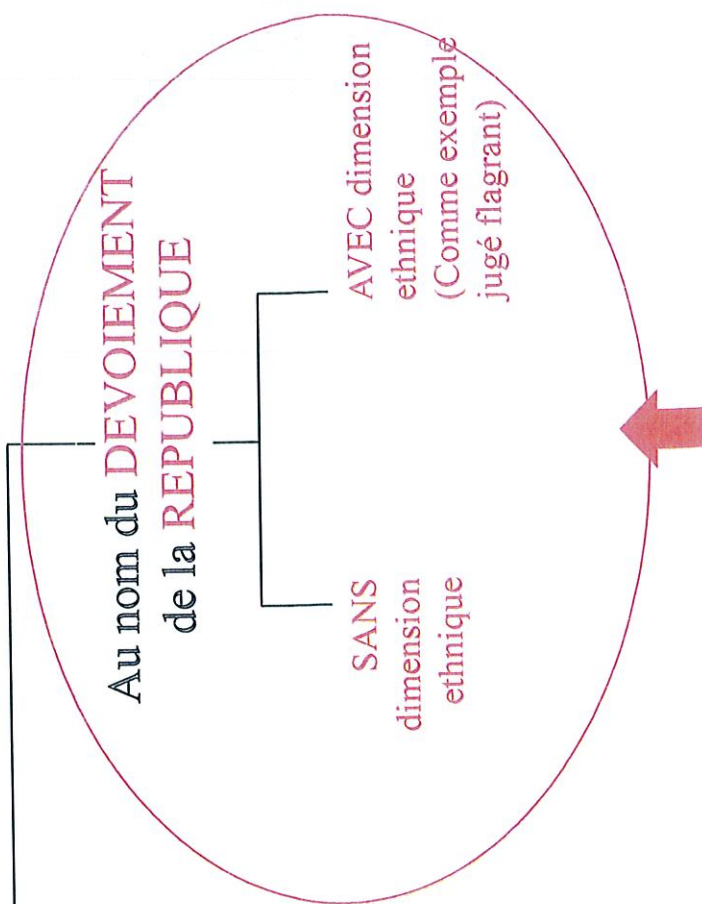 Au nom du DEVOIEMENT
de la REPUBLIQUE
SANS
dimension
ethnique
AVEC dimension
ethnique
(Comme exemple
jugé flagrant)